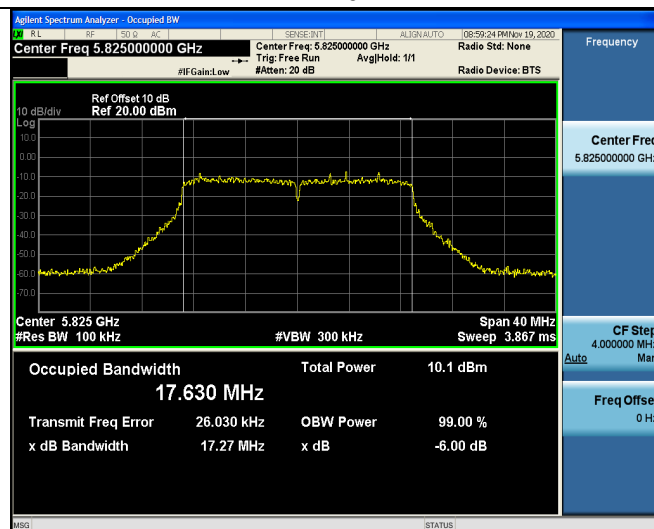 Agilent Spectrum Analyzer - Occupied BW
LXI RL RF 50 Ω AC SENSE:INT ALIGN AUTO 08:59:24 PM Nov 19, 2020
Center Freq 5.825000000 GHz Center Freq: 5.825000000 GHz Radio Std: None
Trig: Free Run Avg|Hold: 1/1
#IFGain:Low #Atten: 20 dB Radio Device: BTS
Frequency
Ref Offset 10 dB
10 dB/div Ref 20.00 dBm
Log
10.0
0.00
-10.0
-20.0
-30.0
-40.0
-50.0
-60.0
-70.0
Center 5.825 GHz Span 40 MHz
#Res BW 100 kHz #VBW 300 kHz Sweep 3.867 ms
Center Freq
5.825000000 GHz
CF Step
4.000000 MHz
Auto Man
Freq Offset
0 Hz
Occupied Bandwidth Total Power 10.1 dBm
17.630 MHz
Transmit Freq Error 26.030 kHz OBW Power 99.00 %
x dB Bandwidth 17.27 MHz x dB -6.00 dB
MSG STATUS